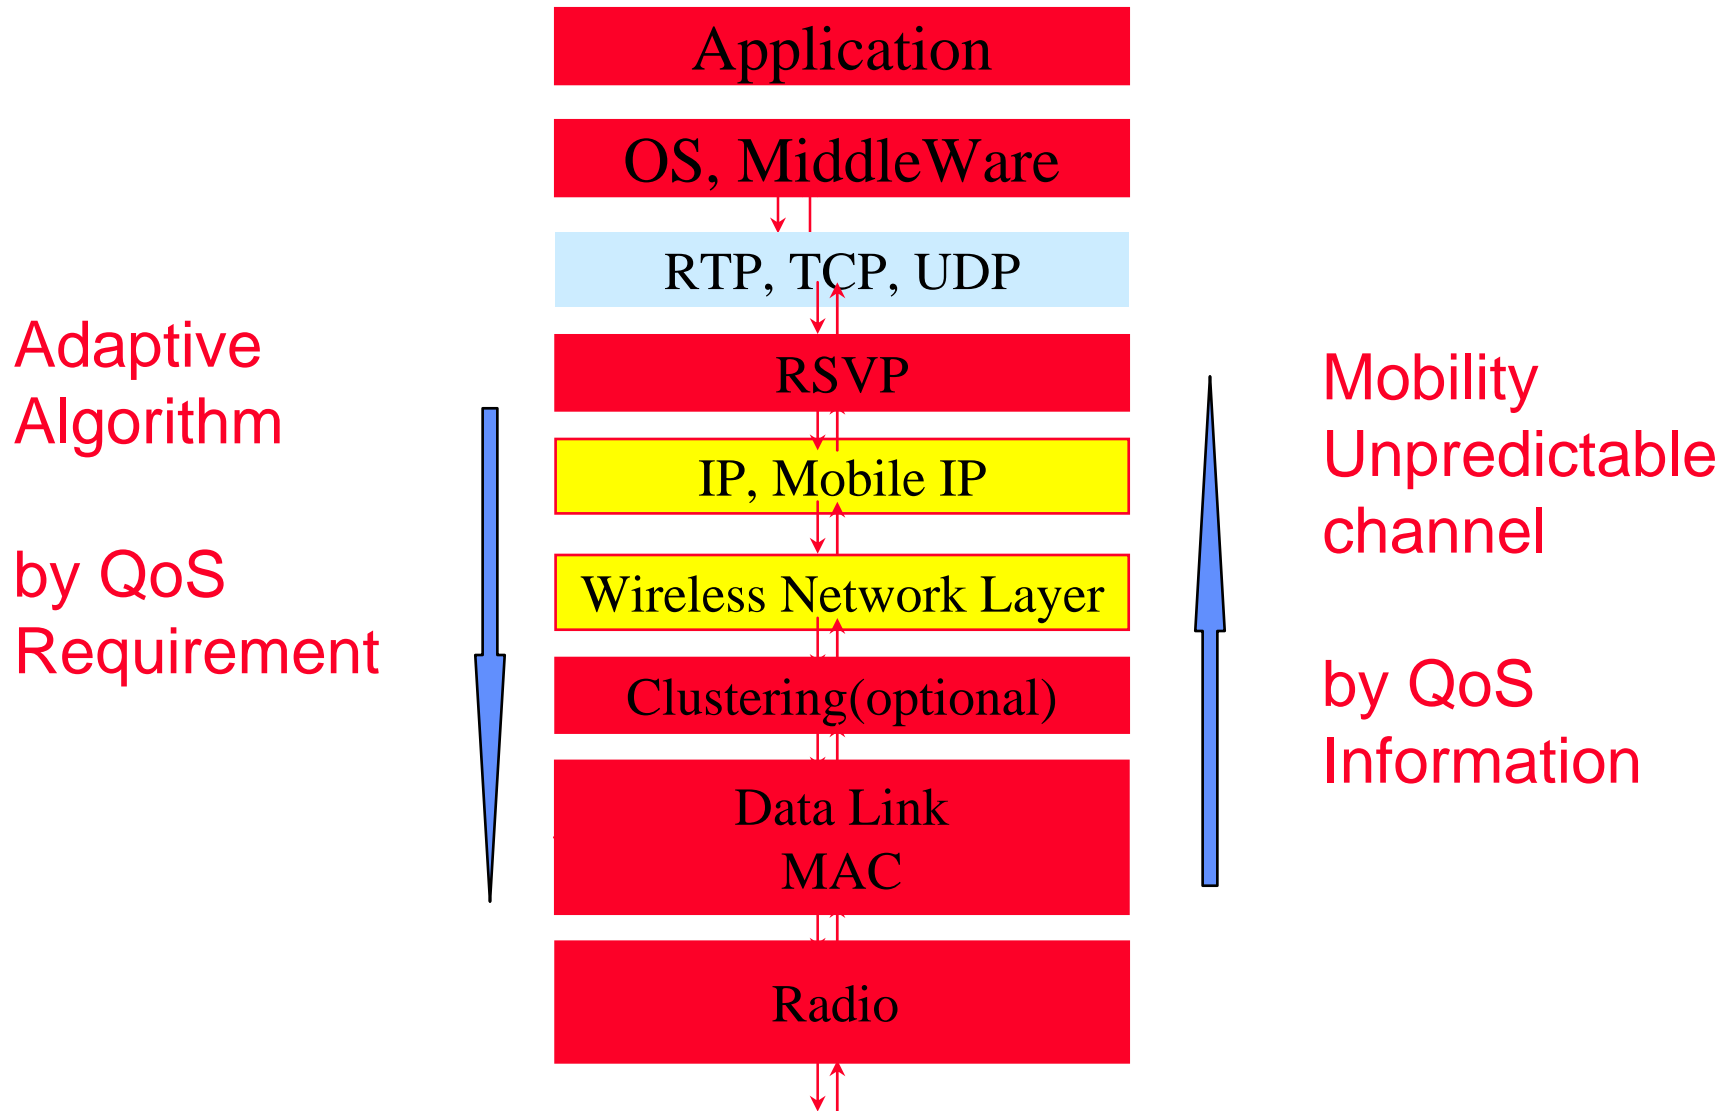 Application
OS, MiddleWare
RTP, TCP, UDP
RSVP
IP, Mobile IP
Wireless Network Layer
Clustering(optional)
Data Link
MAC
Radio
Adaptive
Algorithm
by QoS
Requirement
Mobility
Unpredictable
channel
by QoS
Information